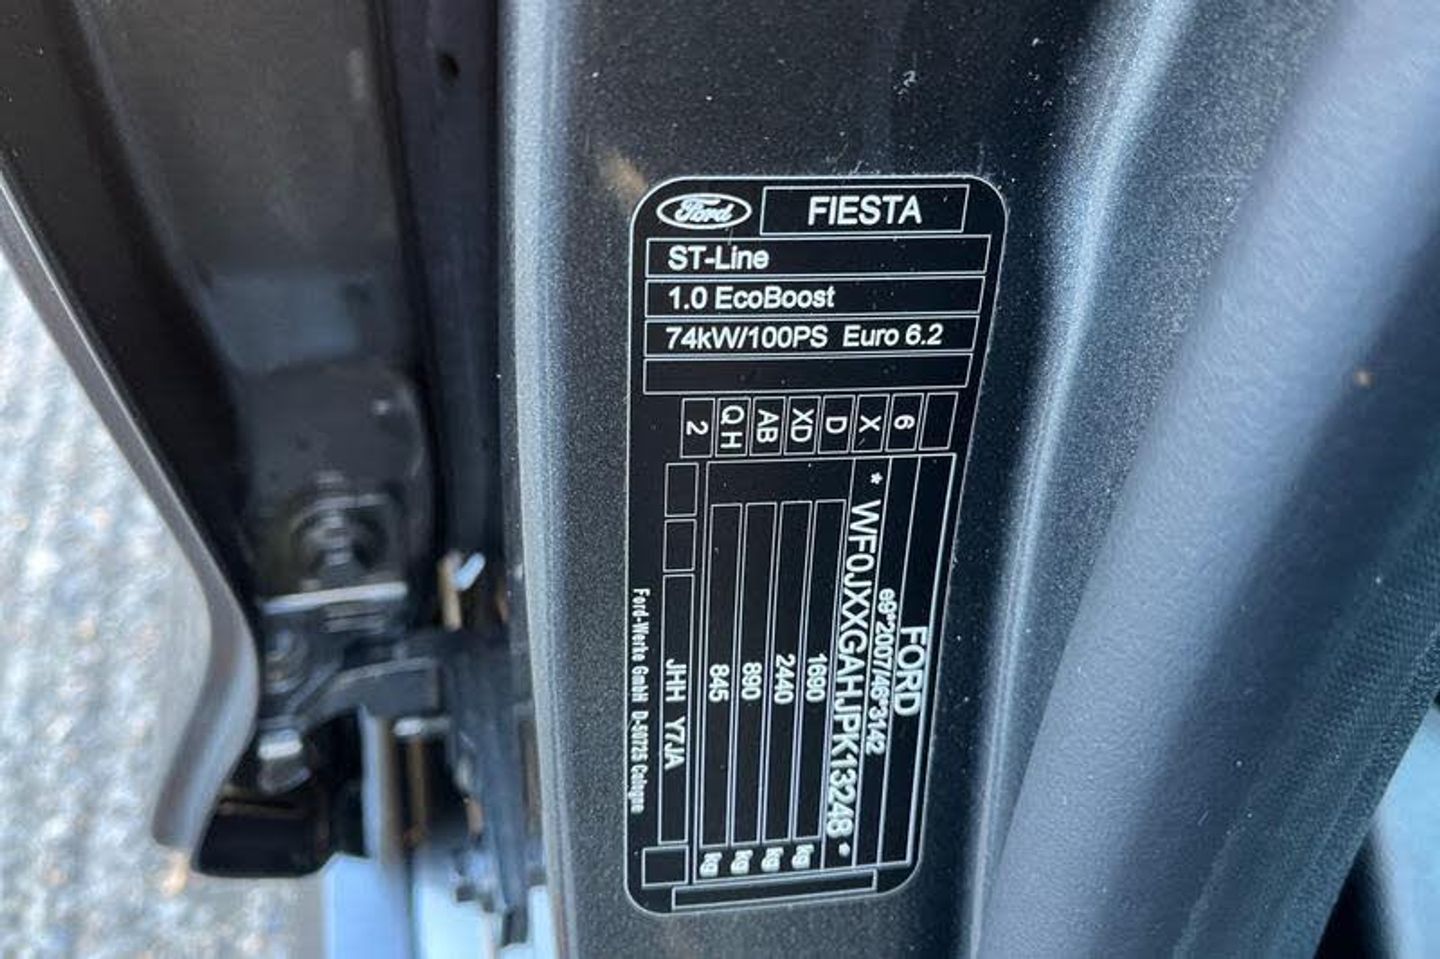 Ford FIESTA
ST-Line
1.0 EcoBoost
74kW/100PS Euro 6.2
2 QH AB XD D X 6
FORD
e9*2007/46*3142
* WF0JXXGAHJPK13248 *
1690 kg
2440 kg
890 kg
845 kg
JHH Y7JA
Ford-Werke GmbH D-50725 Cologne